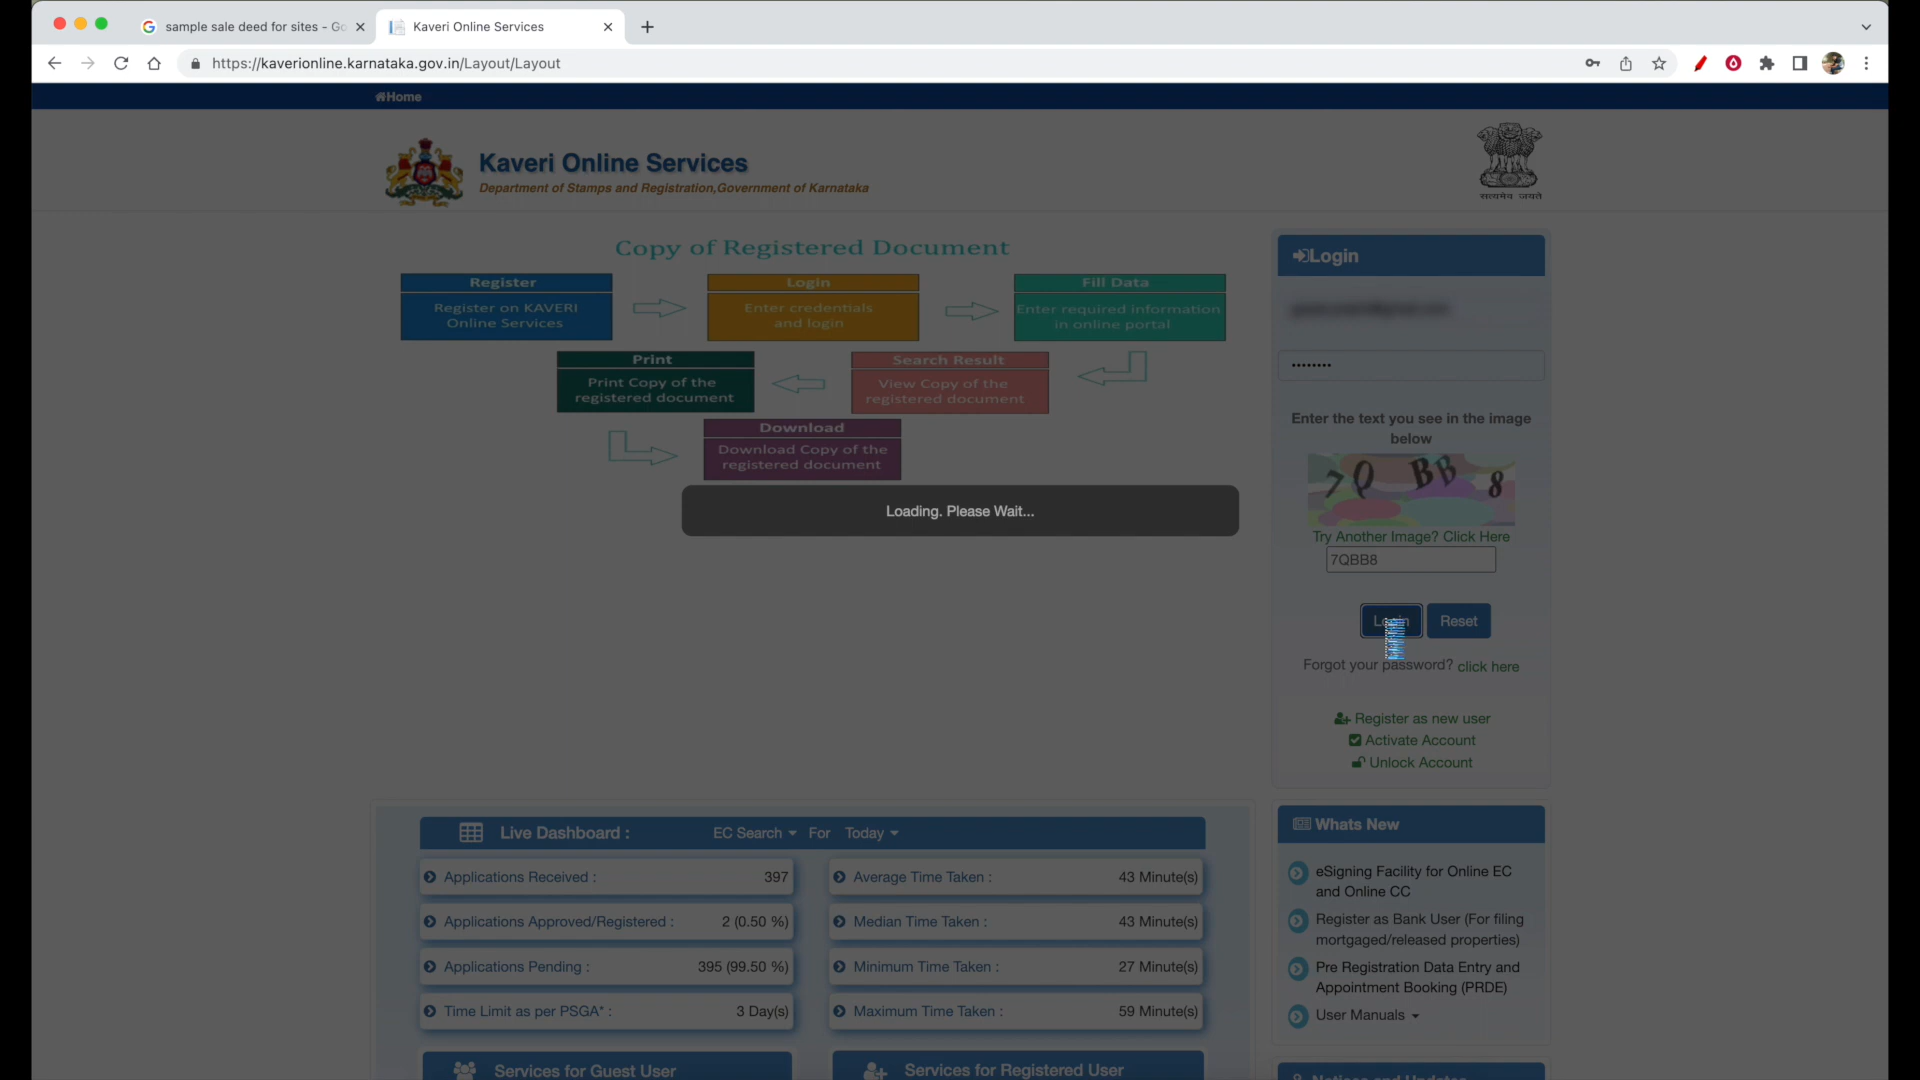 sample sale deed for sites - Go
Kaveri Online Services
https://kaverionline.karnataka.gov.in/Layout/Layout
Home
Kaveri Online Services
Department of Stamps and Registration,Government of Karnataka
सत्यमेव जयते
Copy of Registered Document
Register
Register on KAVERI
Online Services
Login
Enter credentials
and login
Fill Data
Enter required information
in online portal
Print
Print Copy of the
registered document
Search Result
View Copy of the
registered document
Download
Download Copy of the
registered document
Loading. Please Wait...
Login
••••••••
Enter the text you see in the image
below
7Q BB 8
Try Another Image? Click Here
7QBB8
Login
Reset
Forgot your password? click here
Register as new user
Activate Account
Unlock Account
Live Dashboard :
EC Search
For
Today
Applications Received :
397
Average Time Taken :
43 Minute(s)
Applications Approved/Registered :
2 (0.50 %)
Median Time Taken :
43 Minute(s)
Applications Pending :
395 (99.50 %)
Minimum Time Taken :
27 Minute(s)
Time Limit as per PSGA* :
3 Day(s)
Maximum Time Taken :
59 Minute(s)
Services for Guest User
Services for Registered User
Whats New
eSigning Facility for Online EC
and Online CC
Register as Bank User (For filing
mortgaged/released properties)
Pre Registration Data Entry and
Appointment Booking (PRDE)
User Manuals
Notices and Updates